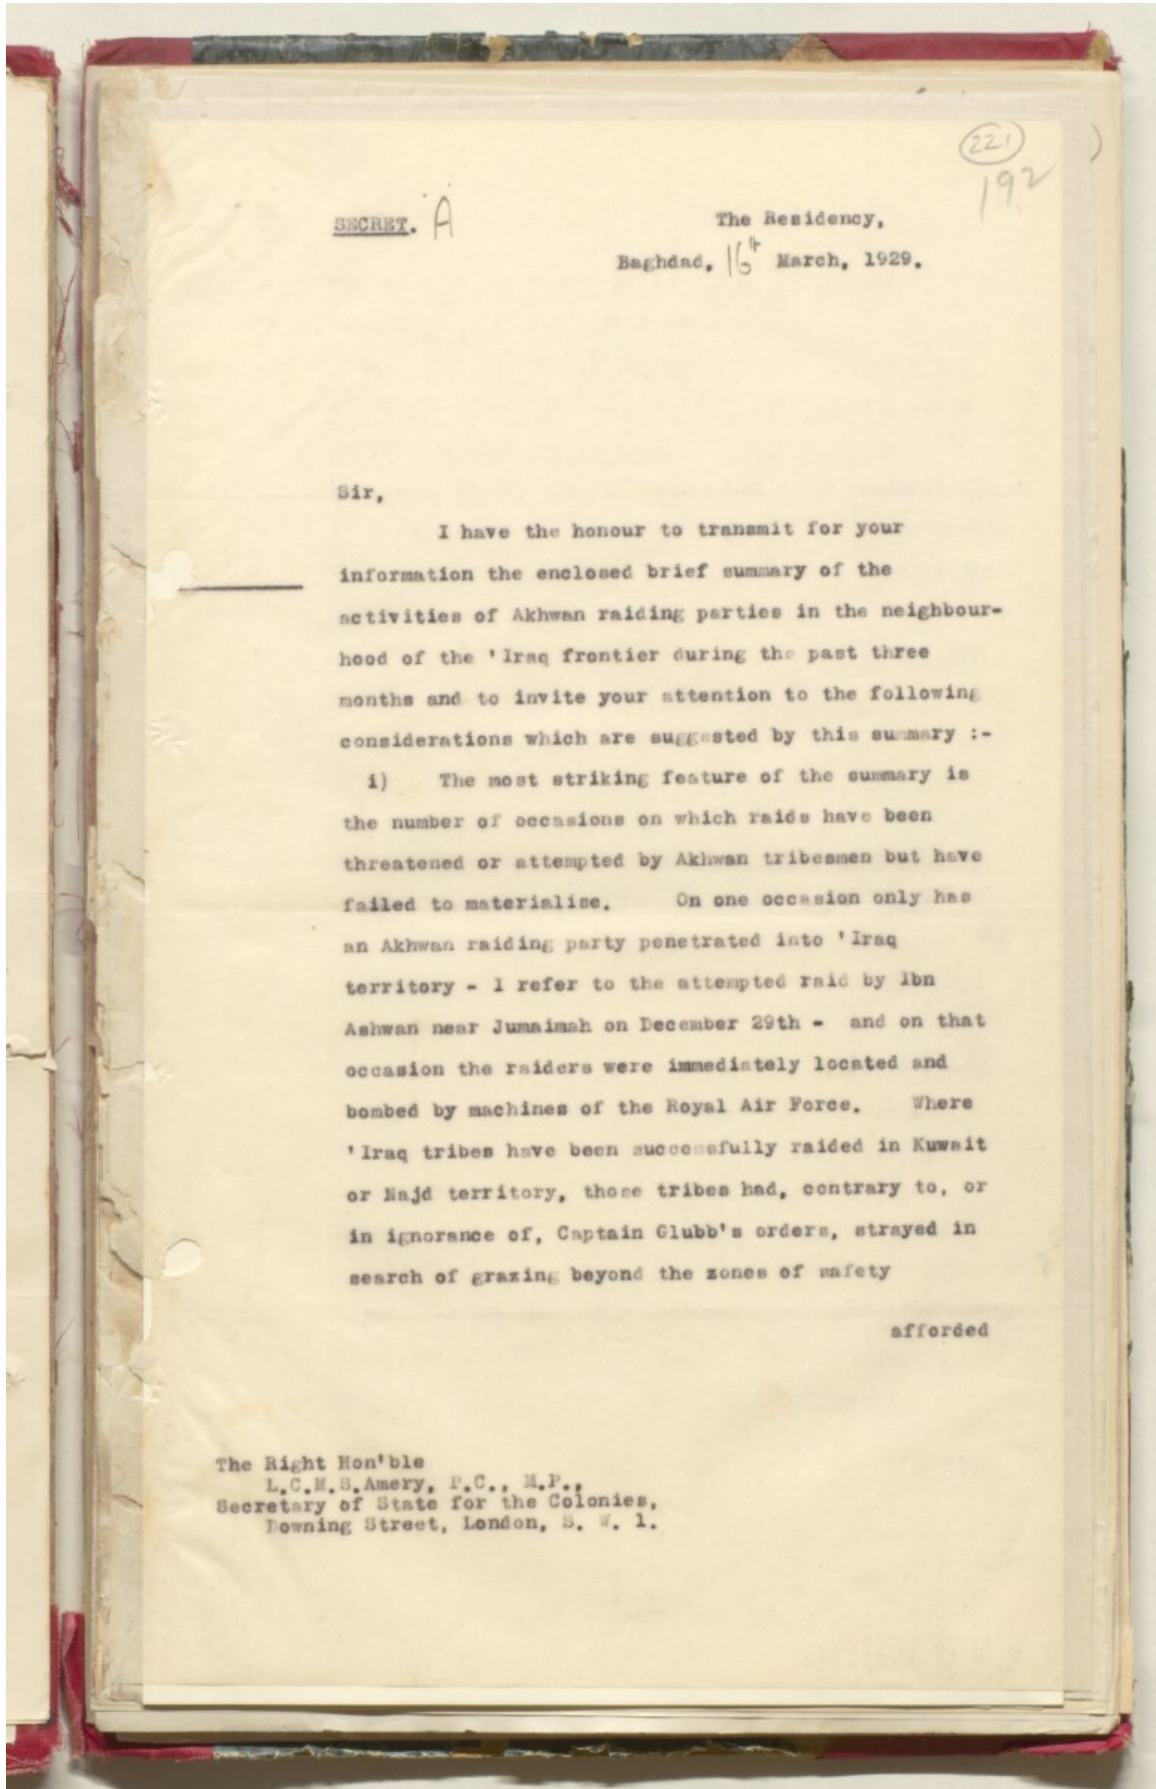 221
192
SECRET. A
The Residency,
Baghdad, 16th March, 1929.
Sir,
I have the honour to transmit for your
information the enclosed brief summary of the
activities of Akhwan raiding parties in the neighbour-
hood of the 'Iraq frontier during the past three
months and to invite your attention to the following
considerations which are suggested by this summary :-
i) The most striking feature of the summary is
the number of occasions on which raids have been
threatened or attempted by Akhwan tribesmen but have
failed to materialise. On one occasion only has
an Akhwan raiding party penetrated into 'Iraq
territory - I refer to the attempted raid by Ibn
Ashwan near Jumaimah on December 29th - and on that
occasion the raiders were immediately located and
bombed by machines of the Royal Air Force. Where
'Iraq tribes have been successfully raided in Kuwait
or Najd territory, those tribes had, contrary to, or
in ignorance of, Captain Glubb's orders, strayed in
search of grazing beyond the zones of safety
afforded
The Right Hon'ble
L.C.M.S.Amery, P.C., M.P.,
Secretary of State for the Colonies,
Downing Street, London, S. W. 1.